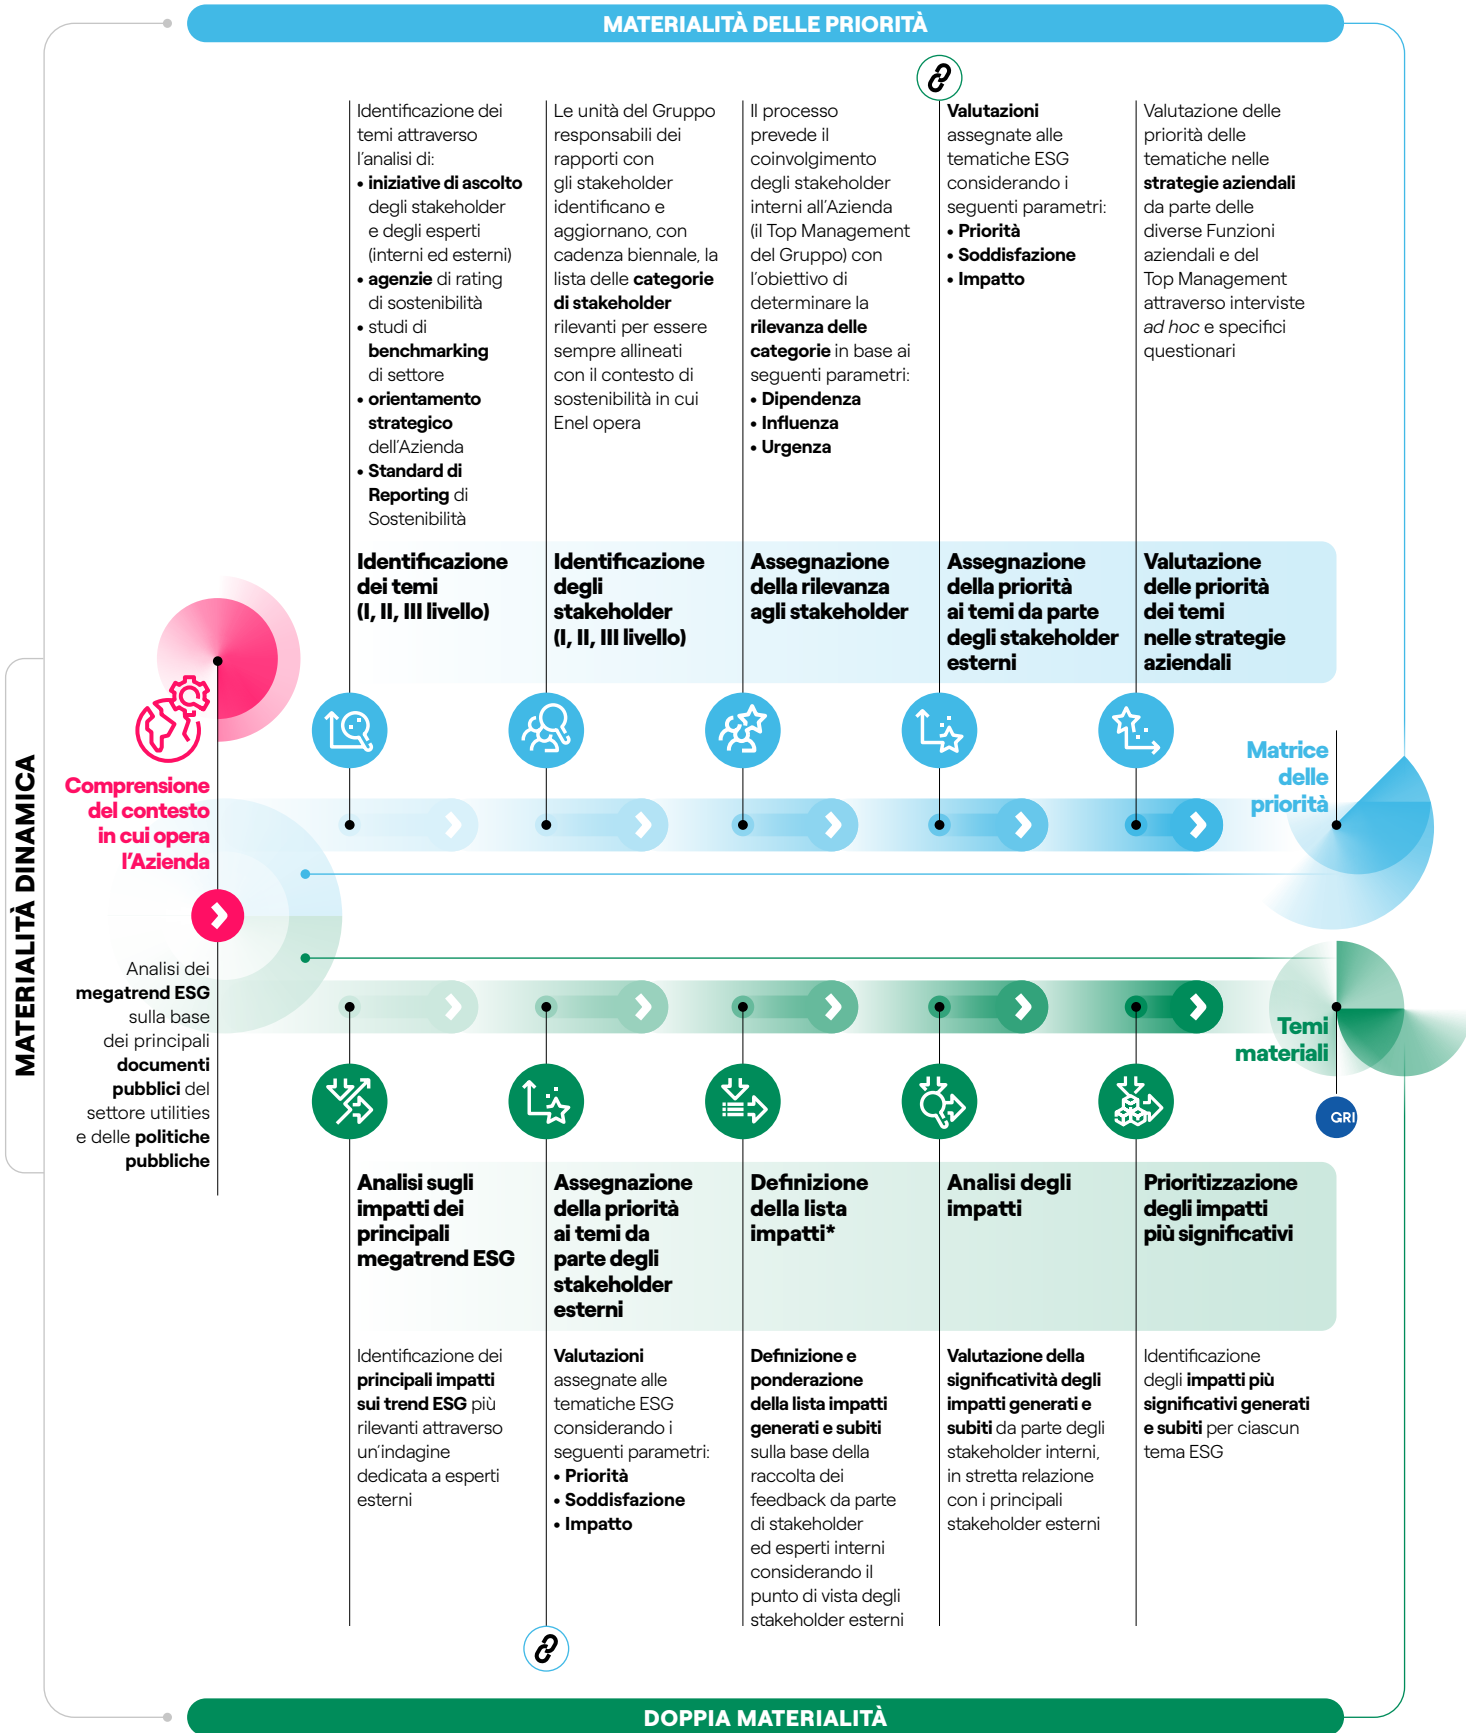 MATERIALITÀ DELLE PRIORITÀ
Identificazione dei
temi attraverso
l'analisi di:
• iniziative di ascolto
degli stakeholder
e degli esperti
(interni ed esterni)
• agenzie di rating
di sostenibilità
• studi di
benchmarking
di settore
• orientamento
strategico
dell'Azienda
• Standard di
Reporting di
Sostenibilità
Le unità del Gruppo
responsabili dei
rapporti con
gli stakeholder
identificano e
aggiornano, con
cadenza biennale, la
lista delle categorie
di stakeholder
rilevanti per essere
sempre allineati
con il contesto di
sostenibilità in cui
Enel opera
Il processo
prevede il
coinvolgimento
degli stakeholder
interni all'Azienda
(il Top Management
del Gruppo) con
l'obiettivo di
determinare la
rilevanza delle
categorie in base ai
seguenti parametri:
• Dipendenza
• Influenza
• Urgenza
Valutazioni
assegnate alle
tematiche ESG
considerando i
seguenti parametri:
• Priorità
• Soddisfazione
• Impatto
Valutazione delle
priorità delle
tematiche nelle
strategie aziendali
da parte delle
diverse Funzioni
aziendali e del
Top Management
attraverso interviste
ad hoc e specifici
questionari
Identificazione
dei temi
(I, II, III livello)
Identificazione
degli
stakeholder
(I, II, III livello)
Assegnazione
della rilevanza
agli stakeholder
Assegnazione
della priorità
ai temi da parte
degli stakeholder
esterni
Valutazione
delle priorità
dei temi
nelle strategie
aziendali
MATERIALITÀ DINAMICA
Comprensione
del contesto
in cui opera
l'Azienda
Matrice
delle
priorità
Analisi dei
megatrend ESG
sulla base
dei principali
documenti
pubblici del
settore utilities
e delle politiche
pubbliche
Temi
materiali
GRI
Analisi sugli
impatti dei
principali
megatrend ESG
Assegnazione
della priorità
ai temi da
parte degli
stakeholder
esterni
Definizione
della lista
impatti*
Analisi degli
impatti
Prioritizzazione
degli impatti
più significativi
Identificazione dei
principali impatti
sui trend ESG più
rilevanti attraverso
un'indagine
dedicata a esperti
esterni
Valutazioni
assegnate alle
tematiche ESG
considerando i
seguenti parametri:
• Priorità
• Soddisfazione
• Impatto
Definizione e
ponderazione
della lista impatti
generati e subiti
sulla base della
raccolta dei
feedback da parte
di stakeholder
ed esperti interni
considerando il
punto di vista degli
stakeholder esterni
Valutazione della
significatività degli
impatti generati e
subiti da parte degli
stakeholder interni,
in stretta relazione
con i principali
stakeholder esterni
Identificazione
degli impatti più
significativi generati
e subiti per ciascun
tema ESG
DOPPIA MATERIALITÀ